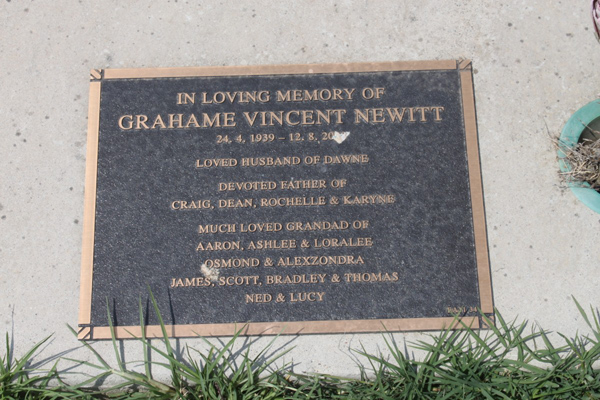 IN LOVING MEMORY OF
GRAHAME VINCENT NEWITT
24. 4. 1939 – 12. 8.
LOVED HUSBAND OF DAWNE
DEVOTED FATHER OF
CRAIG, DEAN, ROCHELLE & KARYNE
MUCH LOVED GRANDAD OF
AARON, ASHLEE & LORALEE
OSMOND & ALEXZONDRA
JAMES, SCOTT, BRADLEY & THOMAS
NED & LUCY